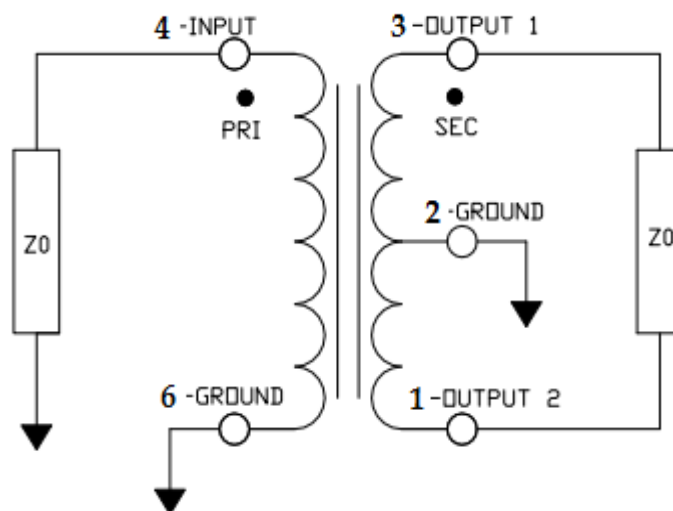 4 -INPUT
3 -OUTPUT 1
PRI
SEC
2 -GROUND
Z0
Z0
6 -GROUND
1 -OUTPUT 2